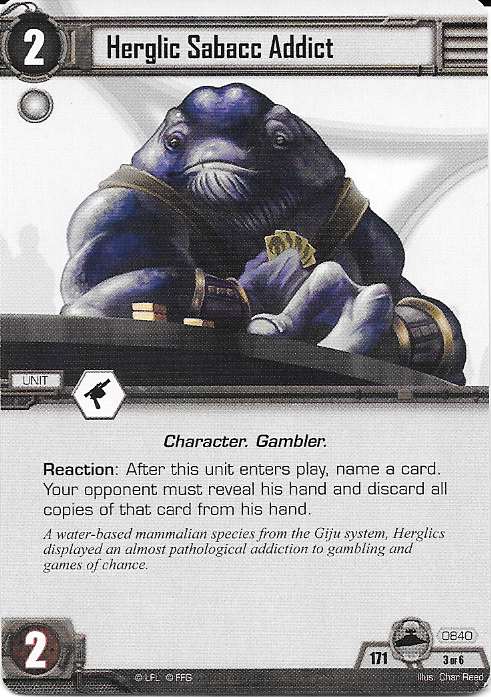 2
Herglic Sabacc Addict
UNIT
Character. Gambler.
Reaction: After this unit enters play, name a card.
Your opponent must reveal his hand and discard all
copies of that card from his hand.
A water-based mammalian species from the Giju system, Herglics
displayed an almost pathological addiction to gambling and
games of chance.
2
171
0840
3 OF 6
© LFL © FFG
Illus. Char Reed